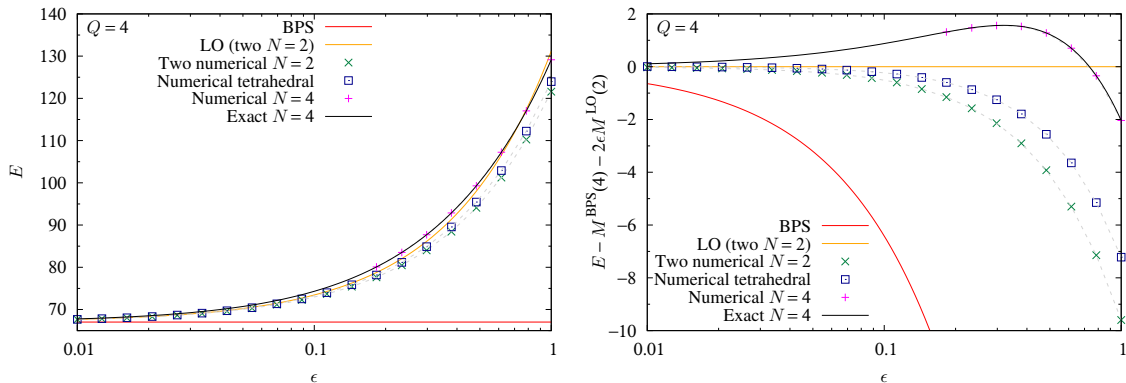 Q = 4
BPS
LO (two N = 2)
Two numerical N = 2
Numerical tetrahedral
Numerical N = 4
Exact N = 4
E
140
130
120
110
100
90
80
70
0.01
0.1
1
ϵ
Q = 4
BPS
LO (two N = 2)
Two numerical N = 2
Numerical tetrahedral
Numerical N = 4
Exact N = 4
E − M^BPS(4) − 2ϵM^LO(2)
2
0
−2
−4
−6
−8
−10
0.01
0.1
1
ϵ